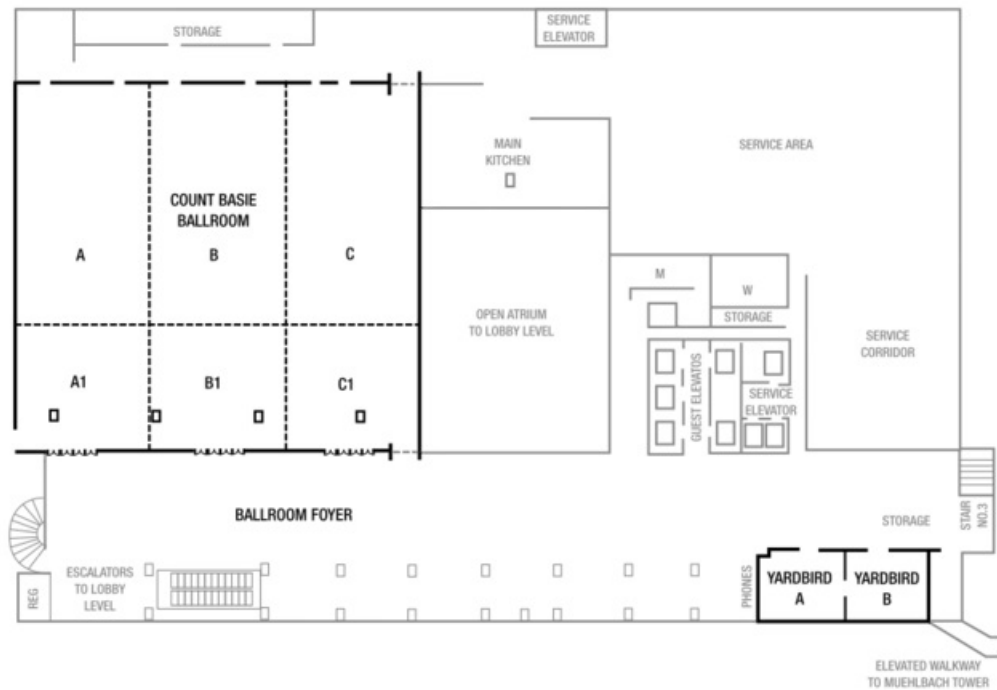 STORAGE
SERVICE
ELEVATOR
MAIN
KITCHEN
SERVICE AREA
COUNT BASIE
BALLROOM
A
B
C
M
W
OPEN ATRIUM
TO LOBBY LEVEL
STORAGE
SERVICE
CORRIDOR
A1
B1
C1
GUEST ELEVATOS
SERVICE
ELEVATOR
BALLROOM FOYER
STORAGE
STAIR
NO.3
REG
ESCALATORS
TO LOBBY
LEVEL
PHONES
YARDBIRD
A
YARDBIRD
B
ELEVATED WALKWAY
TO MUEHLBACH TOWER